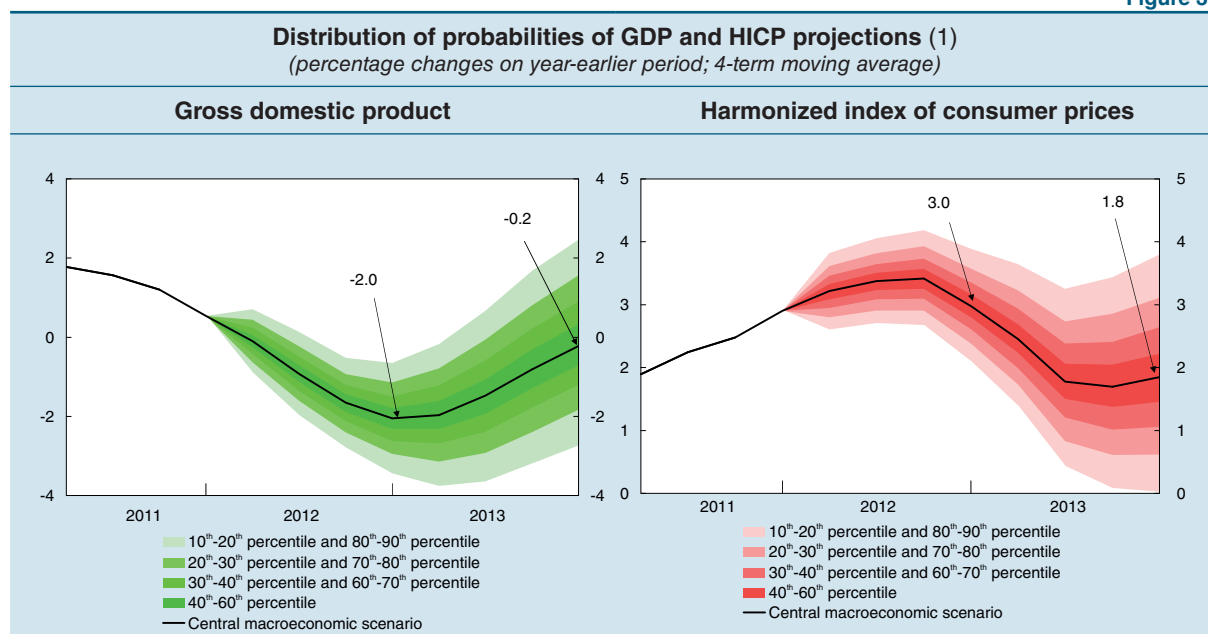 Figure 3
Distribution of probabilities of GDP and HICP projections (1)
(percentage changes on year-earlier period; 4-term moving average)
Gross domestic product
Harmonized index of consumer prices
4
2
0
-2
-4
4
2
0
-2
-4
-2.0
-0.2
2011
2012
2013
10th-20th percentile and 80th-90th percentile
20th-30th percentile and 70th-80th percentile
30th-40th percentile and 60th-70th percentile
40th-60th percentile
Central macroeconomic scenario
5
4
3
2
1
0
5
4
3
2
1
0
3.0
1.8
2011
2012
2013
10th-20th percentile and 80th-90th percentile
20th-30th percentile and 70th-80th percentile
30th-40th percentile and 60th-70th percentile
40th-60th percentile
Central macroeconomic scenario